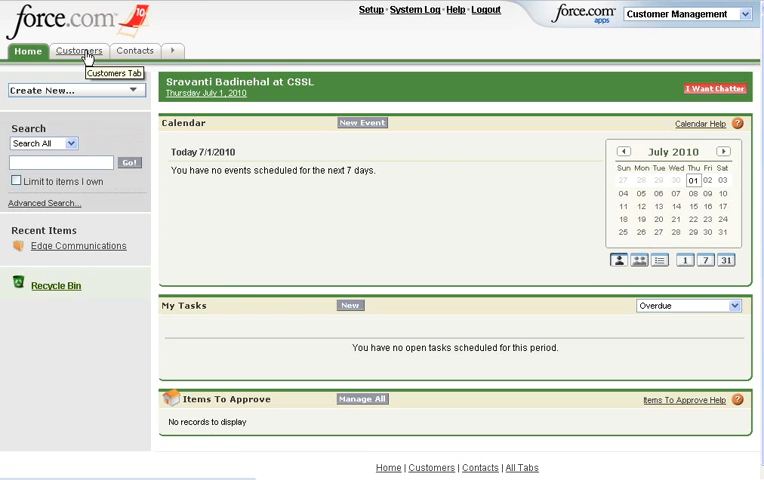 force.com 10
Setup · System Log · Help · Logout
force.com apps
Customer Management
Home
Customers
Contacts
Customers Tab
Create New...
Search
Search All
Go!
Limit to items I own
Advanced Search...
Recent Items
Edge Communications
Recycle Bin
Sravanti Badinehal at CSSL
Thursday July 1, 2010
I Want Chatter
Calendar
New Event
Calendar Help ?
Today 7/1/2010
You have no events scheduled for the next 7 days.
July 2010
Sun Mon Tue Wed Thu Fri Sat
27 28 29 30 01 02 03
04 05 06 07 08 09 10
11 12 13 14 15 16 17
18 19 20 21 22 23 24
25 26 27 28 29 30 31
1 7 31
My Tasks
New
Overdue
You have no open tasks scheduled for this period.
Items To Approve
Manage All
Items To Approve Help ?
No records to display
Home | Customers | Contacts | All Tabs